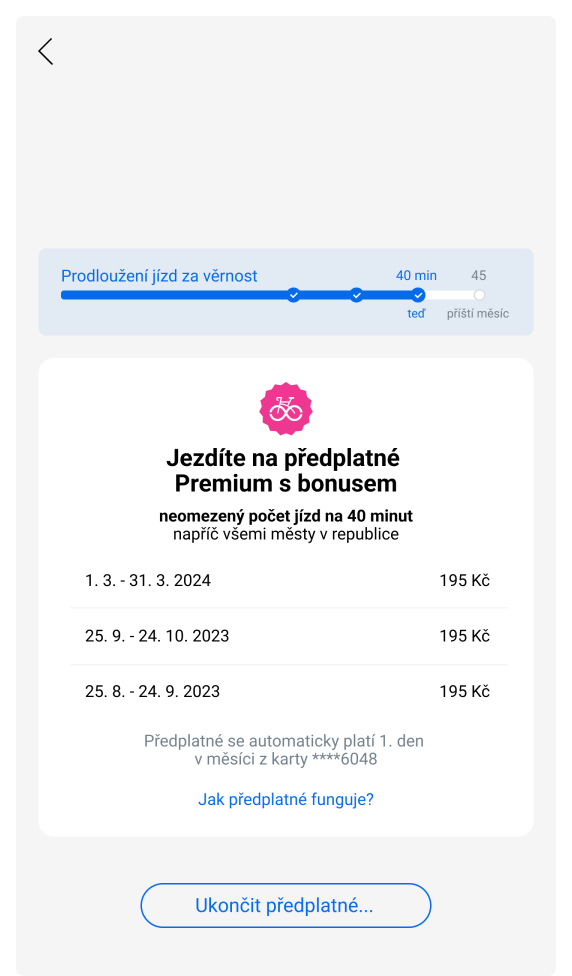 Prodloužení jízd za věrnost
40 min
45
teď
příští měsíc
Jezdíte na předplatné
Premium s bonusem
neomezený počet jízd na 40 minut
napříč všemi městy v republice
1. 3. - 31. 3. 2024 195 Kč
25. 9. - 24. 10. 2023 195 Kč
25. 8. - 24. 9. 2023 195 Kč
Předplatné se automaticky platí 1. den
v měsíci z karty ****6048
Jak předplatné funguje?
Ukončit předplatné...